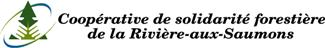 Coopérative de solidarité forestière
de la Rivière-aux-Saumons